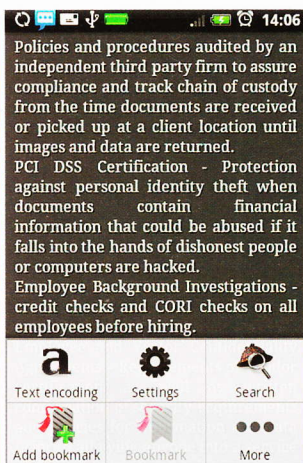 14:06
Policies and procedures audited by an
independent third party firm to assure
compliance and track chain of custody
from the time documents are received
or picked up at a client location until
images and data are returned.
PCI DSS Certification - Protection
against personal identity theft when
documents contain financial
information that could be abused if it
falls into the hands of dishonest people
or computers are hacked.
Employee Background Investigations -
credit checks and CORI checks on all
employees before hiring.
a
Text encoding Settings Search
Add bookmark Bookmark More